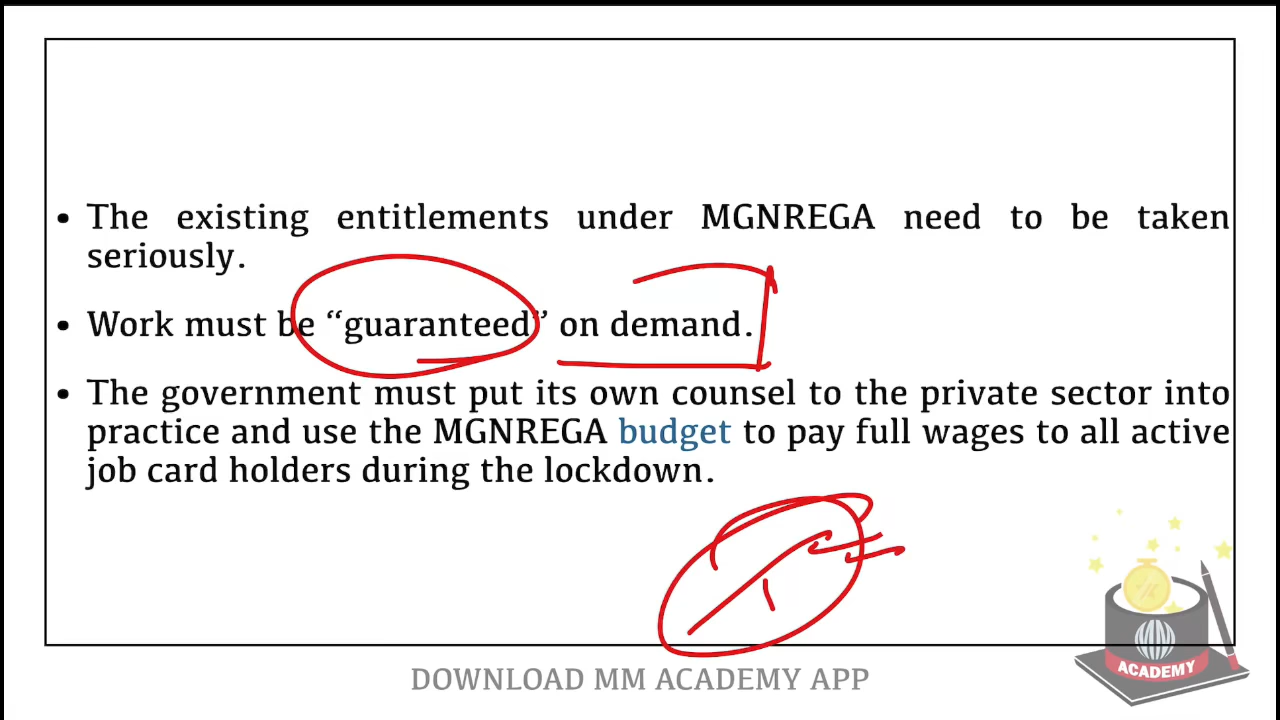 • The existing entitlements under MGNREGA need to be taken
seriously.
• Work must be “guaranteed” on demand.
• The government must put its own counsel to the private sector into
practice and use the MGNREGA budget to pay full wages to all active
job card holders during the lockdown.
ACADEMY
DOWNLOAD MM ACADEMY APP